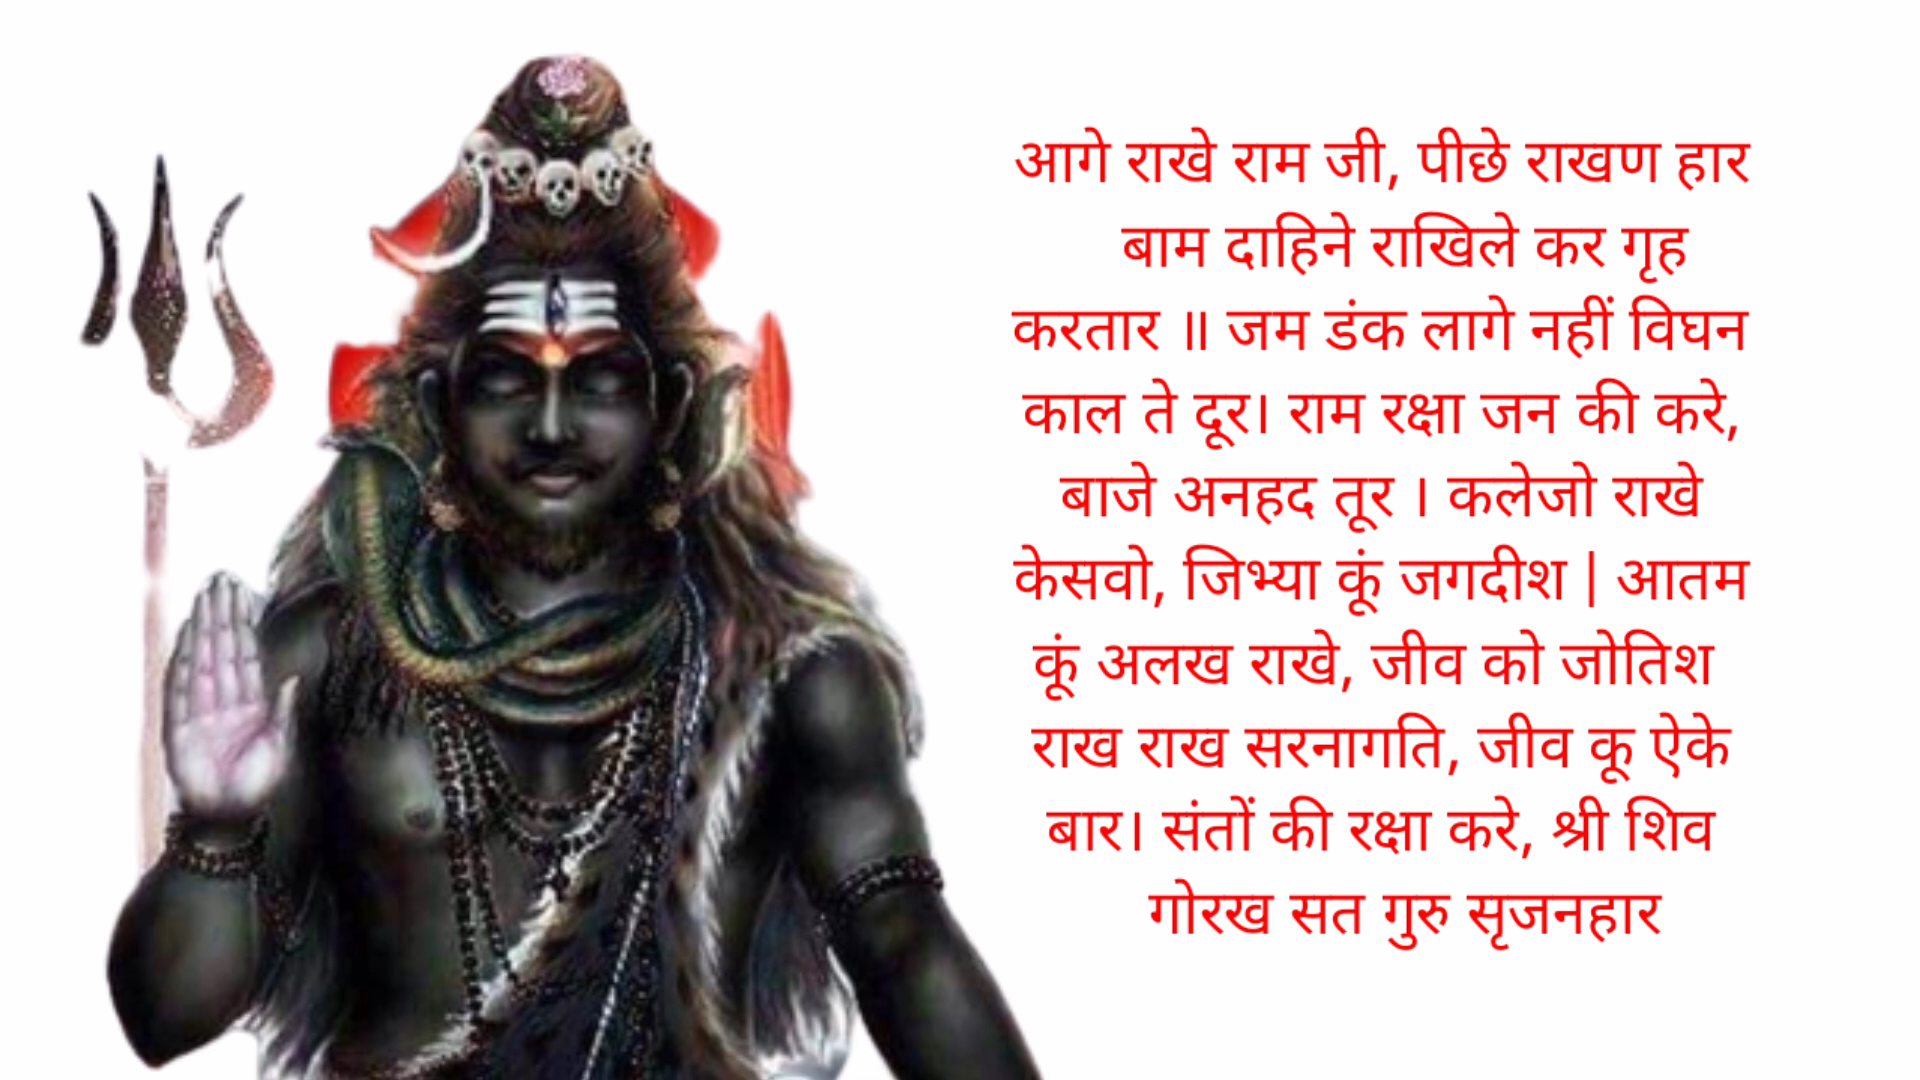 आगे राखे राम जी, पीछे राखण हार
बाम दाहिने राखिले कर गृह
करतार ॥ जम डंक लागे नहीं विघन
काल ते दूर। राम रक्षा जन की करे,
बाजे अनहद तूर । कलेजो राखे
केसवो, जिभ्या कूं जगदीश | आतम
कूं अलख राखे, जीव को जोतिश
राख राख सरनागति, जीव कू ऐके
बार। संतों की रक्षा करे, श्री शिव
गोरख सत गुरु सृजनहार